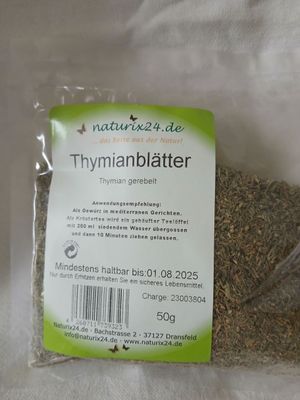 naturix24.de
... das Beste aus der Natur!
Thymianblätter
Thymian gerebelt
Anwendungsempfehlung:
Als Gewürz in mediterranen Gerichten.
Als Kräutertee wird ein gehäufter Teelöffel
mit 250 ml siedendem Wasser übergossen
und dann 10 Minuten ziehen gelassen.
Mindestens haltbar bis:01.08.2025
Nur durch Erhitzen erhalten Sie ein sicheres Lebensmittel.
Charge: 23003804
50g
Naturix24.de - Bachstrasse 2 - 37127 Dransfeld
info@naturix24.de - www.naturix24.de